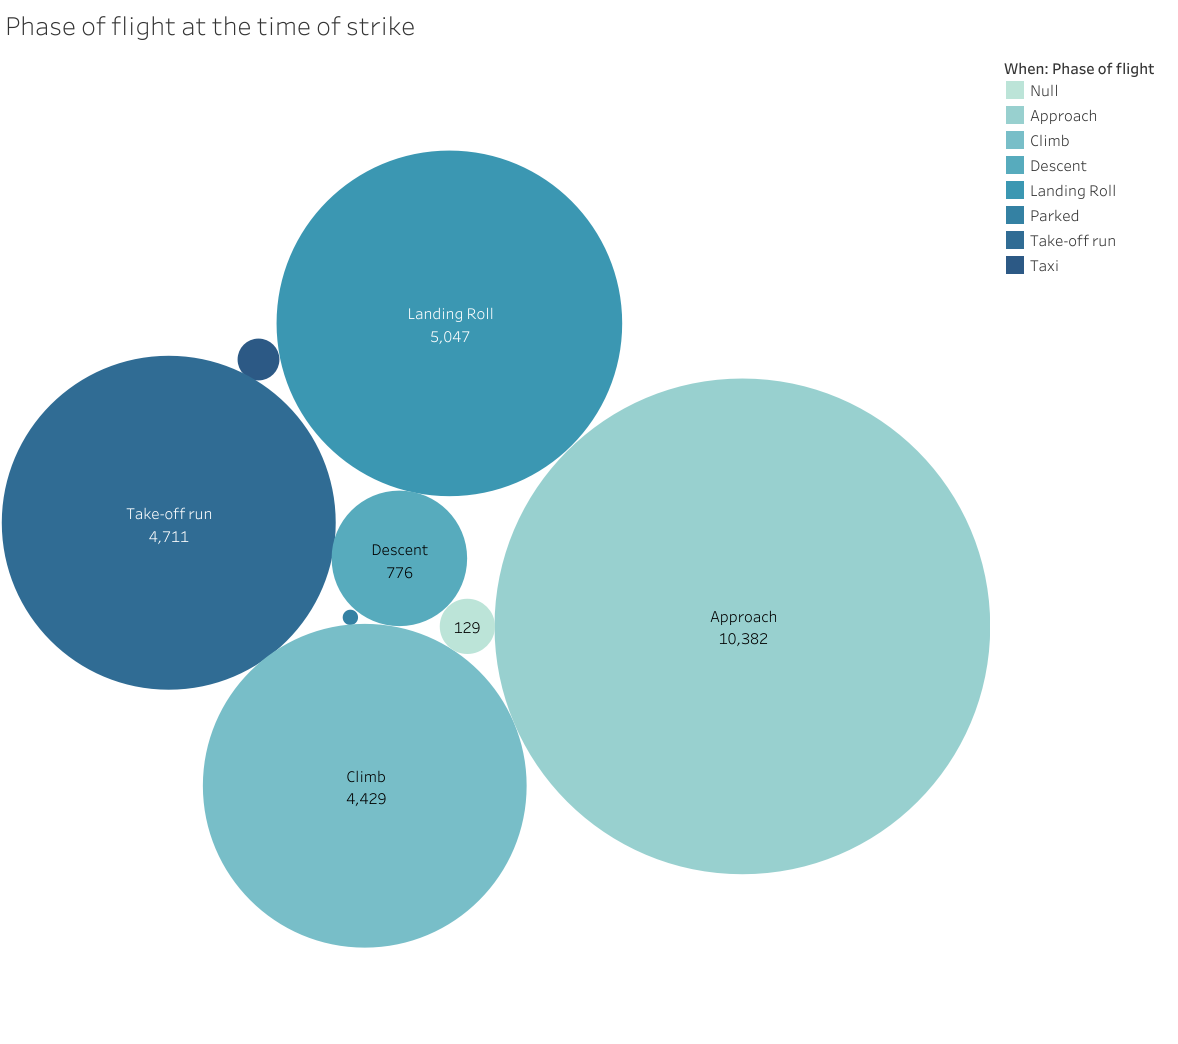 Phase of flight at the time of strike
When: Phase of flight
Null
Approach
Climb
Descent
Landing Roll
Parked
Take-off run
Taxi
Landing Roll
5,047
Take-off run
4,711
Descent
776
129
Approach
10,382
Climb
4,429